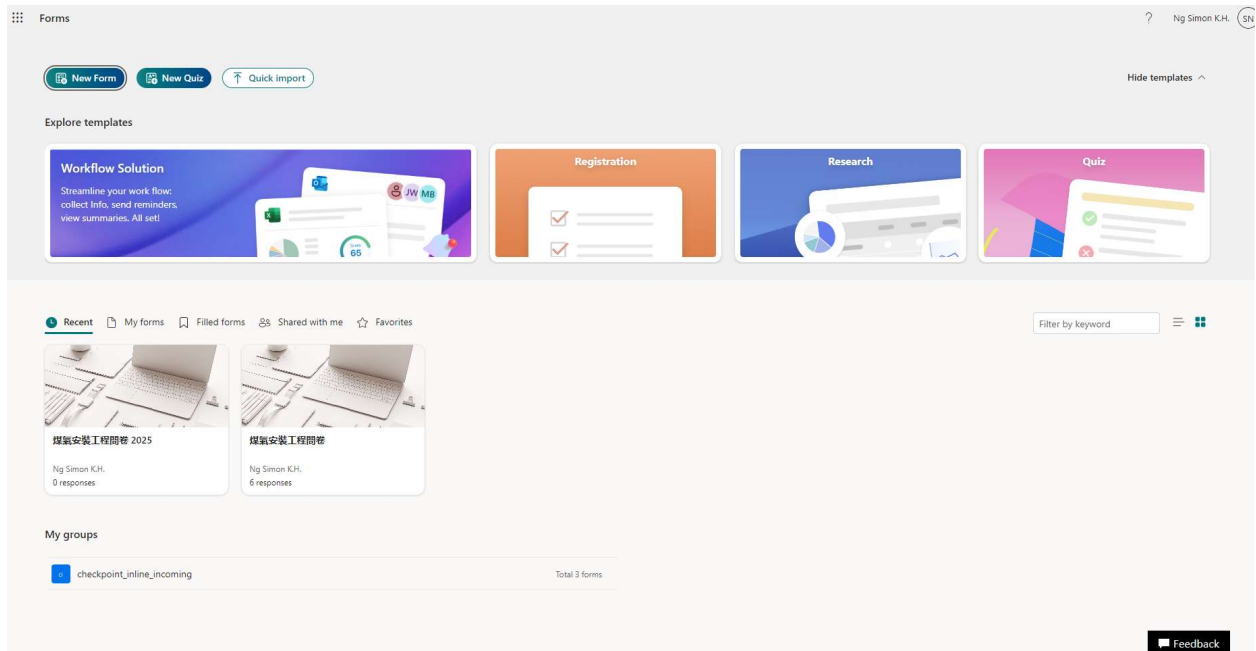 Forms
? Ng Simon K.H. SN
New Form
New Quiz
Quick import
Hide templates
Explore templates
Workflow Solution
Streamline your work flow:
collect Info, send reminders,
view summaries. All set!
JW MB
65
Registration
Research
Quiz
Recent
My forms
Filled forms
Shared with me
Favorites
Filter by keyword
煤氣安裝工程問卷 2025
Ng Simon K.H.
0 responses
煤氣安裝工程問卷
Ng Simon K.H.
6 responses
My groups
checkpoint_inline_incoming
Total 3 forms
Feedback